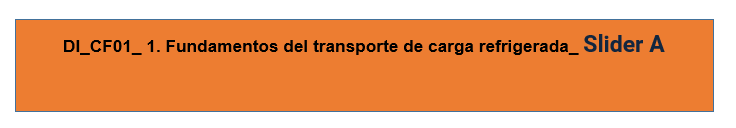 DI_CF01_ 1. Fundamentos del transporte de carga refrigerada_ Slider A